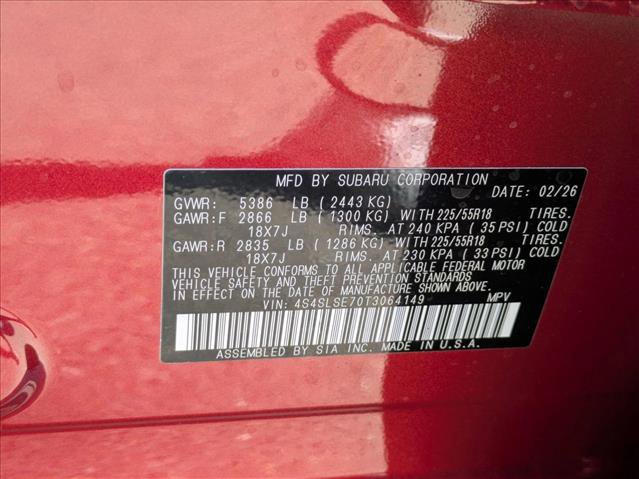 MFD BY SUBARU CORPORATION
DATE: 02/26
GVWR: 5386 LB ( 2443 KG)
GAWR:F 2866 LB ( 1300 KG) WITH 225/55R18 TIRES.
18X7J RIMS. AT 240 KPA ( 35 PSI) COLD
GAWR:R 2835 LB ( 1286 KG) WITH 225/55R18 TIRES.
18X7J RIMS. AT 230 KPA ( 33 PSI) COLD
THIS VEHICLE CONFORMS TO ALL APPLICABLE FEDERAL MOTOR
VEHICLE SAFETY AND THEFT PREVENTION STANDARDS IN
EFFECT ON THE DATE OF MANUFACTURE SHOWN ABOVE.
VIN: 4S4SLSE70T3064149 MPV
ASSEMBLED BY SIA INC. MADE IN U.S.A.